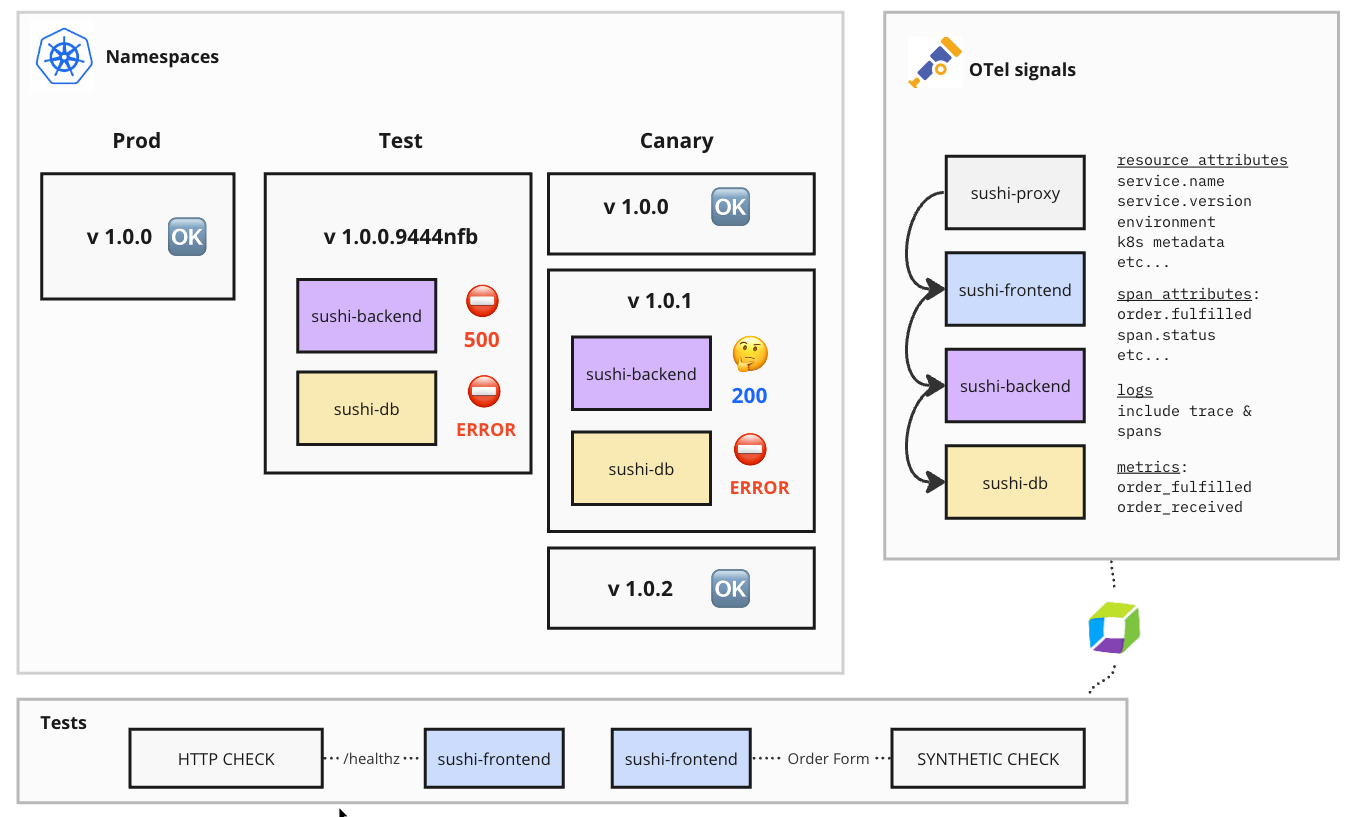 Namespaces
Prod
v 1.0.0
OK
Test
v 1.0.0.9444nfb
sushi-backend
500
sushi-db
ERROR
Canary
v 1.0.0
OK
v 1.0.1
sushi-backend
200
sushi-db
ERROR
v 1.0.2
OK
OTel signals
sushi-proxy
sushi-frontend
sushi-backend
sushi-db
resource attributes
service.name
service.version
environment
k8s metadata
etc...
span attributes:
order.fulfilled
span.status
etc...
logs
include trace &
spans
metrics:
order_fulfilled
order_received
Tests
HTTP CHECK
/healthz
sushi-frontend
sushi-frontend
Order Form
SYNTHETIC CHECK